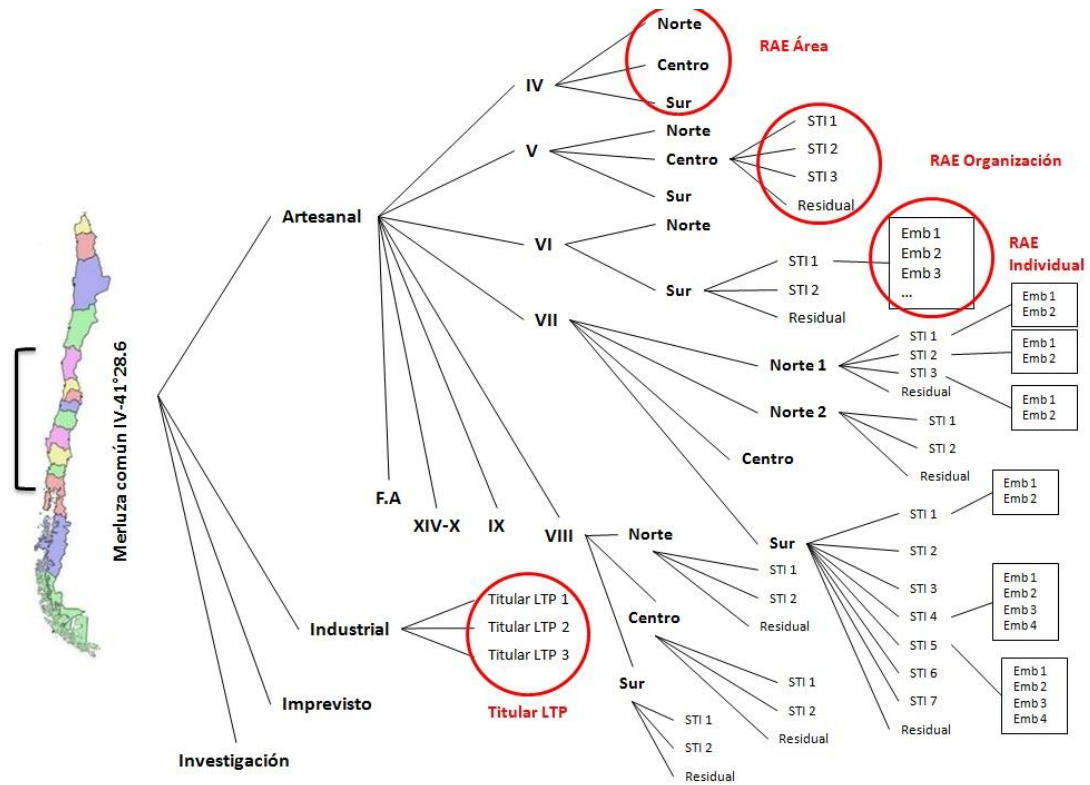 Merluza común IV-41°28.6
Artesanal
Industrial
Titular LTP 1
Titular LTP 2
Titular LTP 3
Titular LTP
Imprevisto
Investigación
IV
Norte
Centro
Sur
RAE Área
V
Norte
Centro
Sur
STI 1
STI 2
STI 3
Residual
RAE Organización
VI
Norte
Sur
STI 1
STI 2
Residual
Emb 1
Emb 2
Emb 3
...
RAE
Individual
VII
Norte 1
STI 1
STI 2
STI 3
Residual
Emb 1
Emb 2
Emb 1
Emb 2
Emb 1
Emb 2
Norte 2
STI 1
STI 2
Residual
Centro
Sur
STI 1
STI 2
STI 3
STI 4
STI 5
STI 6
STI 7
Residual
Emb 1
Emb 2
Emb 1
Emb 2
Emb 3
Emb 4
Emb 1
Emb 2
Emb 3
Emb 4
VIII
Norte
STI 1
STI 2
Residual
Centro
STI 1
STI 2
Residual
Sur
STI 1
STI 2
Residual
IX
XIV-X
F.A